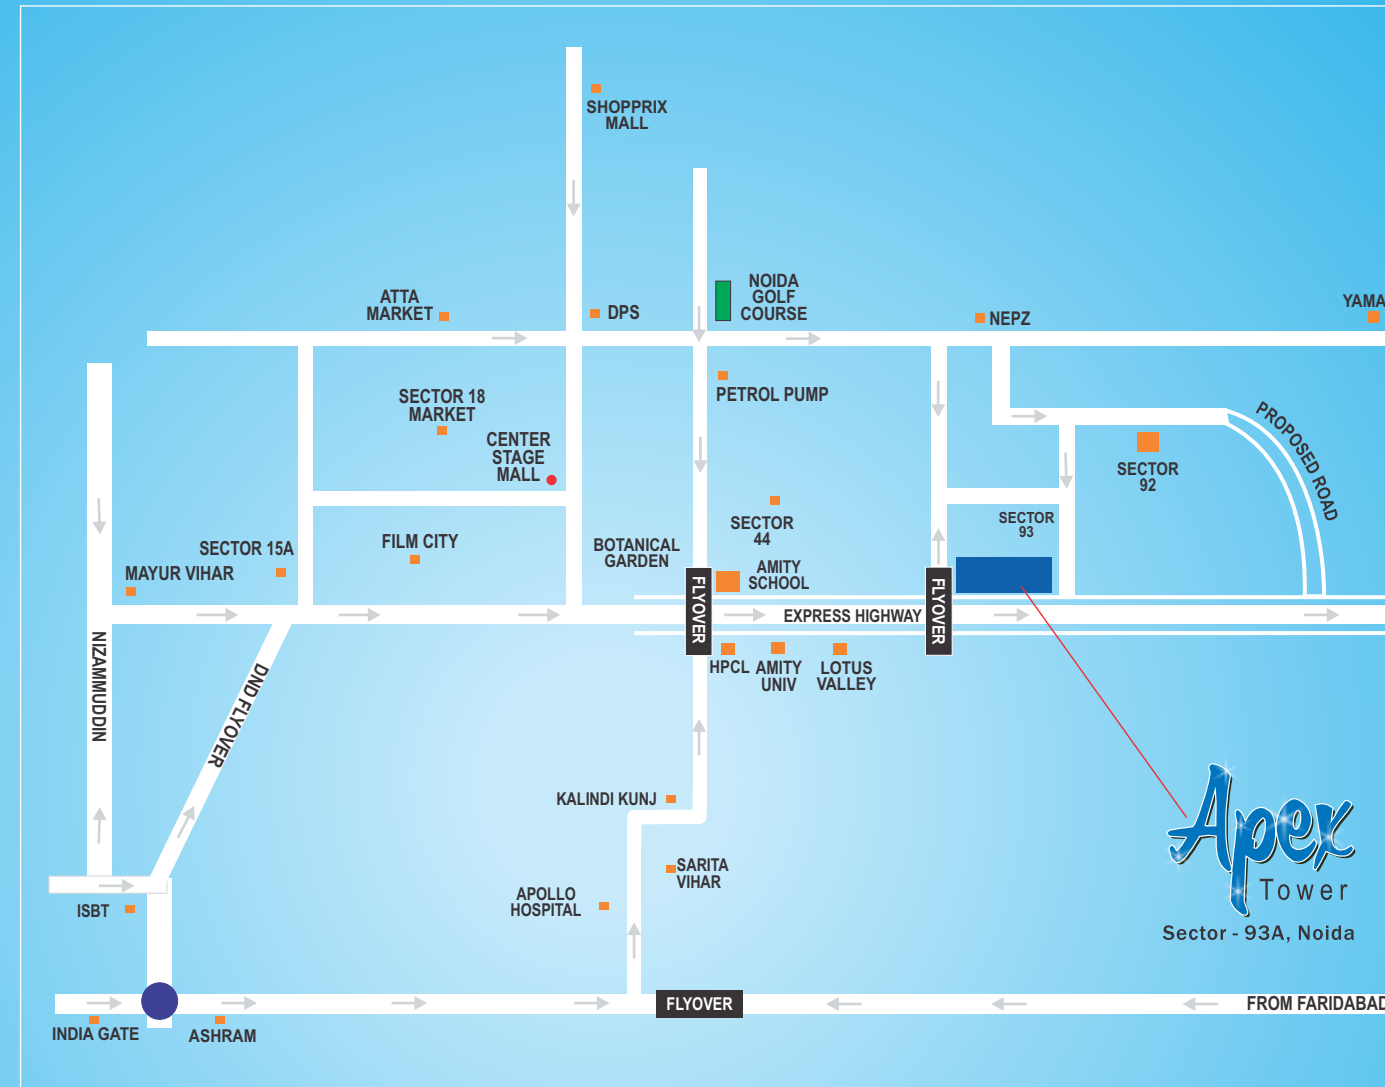 SHOPPRIX
MALL
NOIDA
GOLF
COURSE
ATTA
MARKET
DPS
NEPZ
YAMA
PETROL PUMP
SECTOR 18
MARKET
CENTER
STAGE
MALL
PROPOSED ROAD
SECTOR
92
SECTOR
44
SECTOR
93
FILM CITY
SECTOR 15A
BOTANICAL
GARDEN
AMITY
SCHOOL
MAYUR VIHAR
FLYOVER
FLYOVER
EXPRESS HIGHWAY
NIZAMMUDDIN
DND FLYOVER
HPCL
AMITY
UNIV
LOTUS
VALLEY
KALINDI KUNJ
SARITA
VIHAR
APOLLO
HOSPITAL
ISBT
Apex
Tower
Sector - 93A, Noida
FLYOVER
FROM FARIDABAD
INDIA GATE
ASHRAM